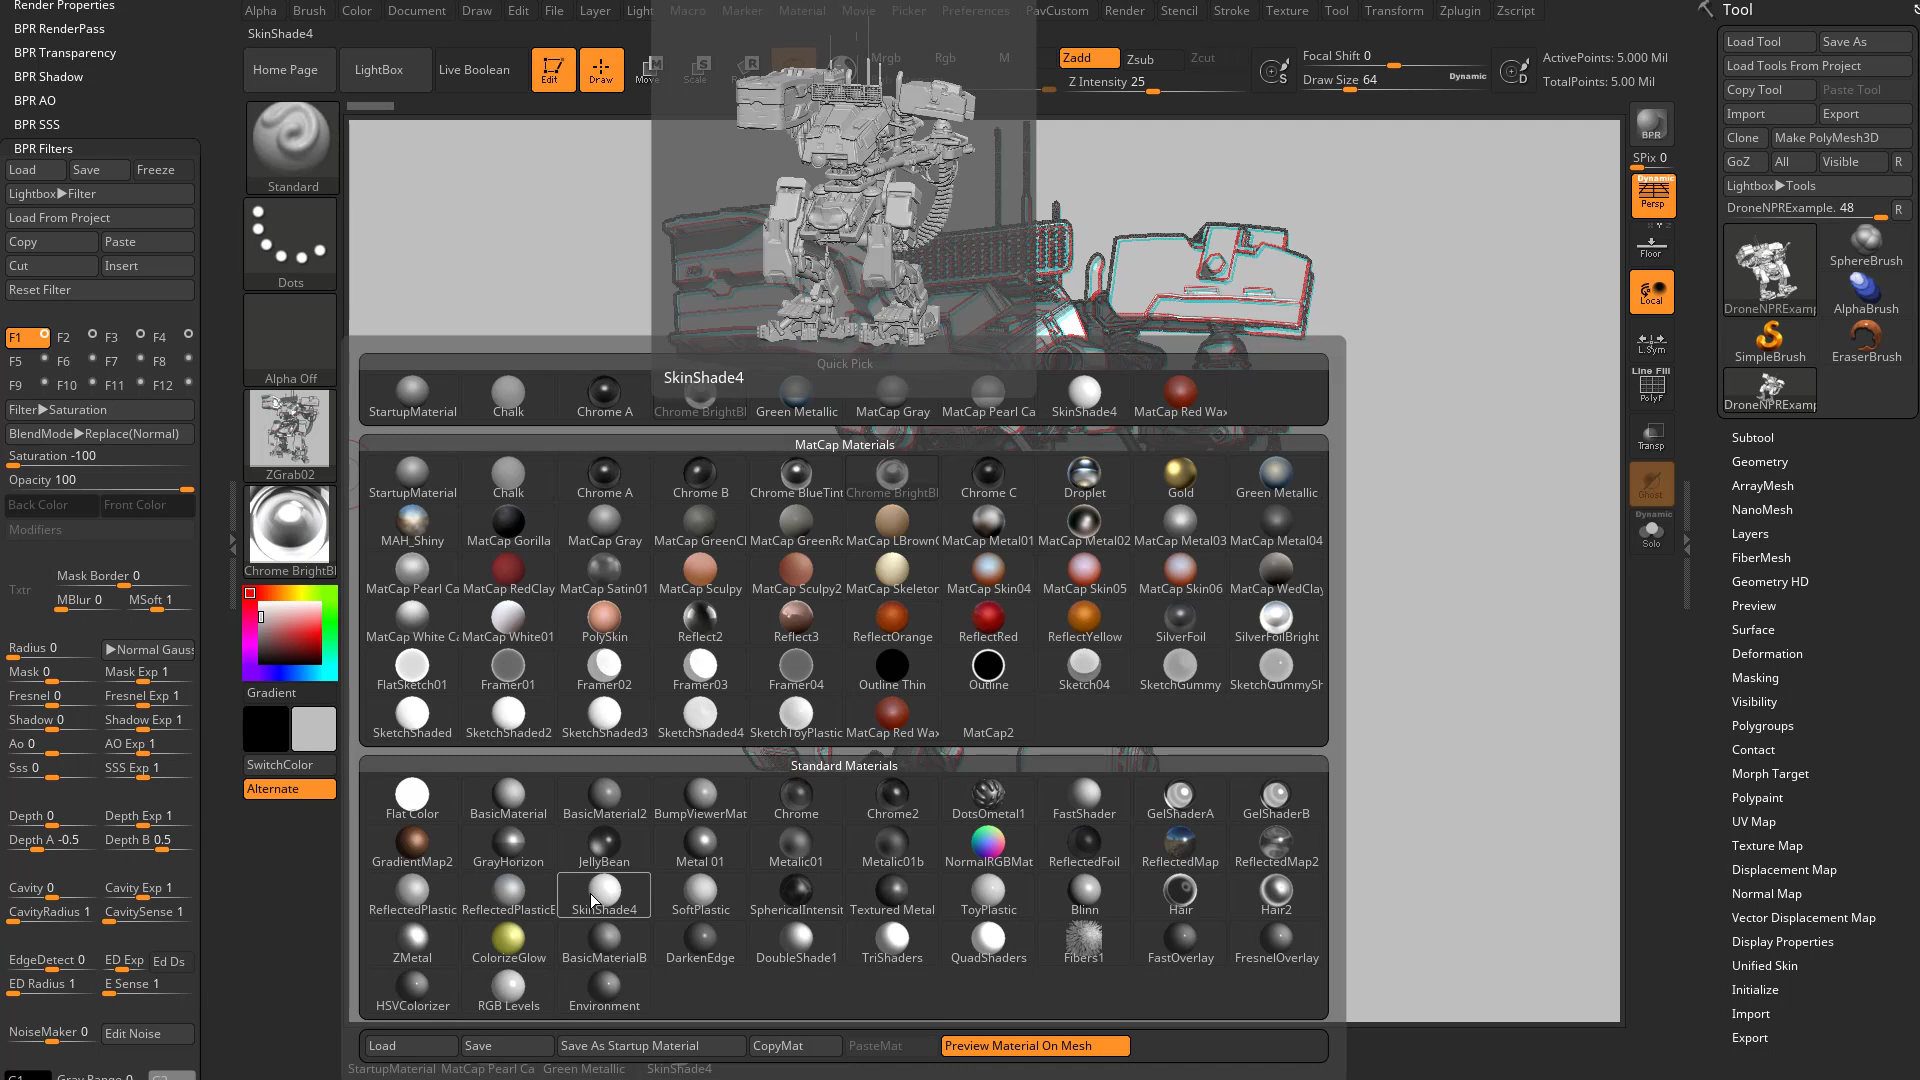 Render Properties
BPR RenderPass
BPR Transparency
BPR Shadow
BPR AO
BPR SSS
BPR Filters
Load Save Freeze
Lightbox▶Filter
Load From Project
Copy Paste
Cut Insert
Reset Filter
F1 F2 F3 F4
F5 F6 F7 F8
F9 F10 F11 F12
Filter▶Saturation
BlendMode▶Replace(Normal)
Saturation -100
Opacity 100
Back Color Front Color
Modifiers
Txtr
Mask Border 0
MBlur 0 MSoft 1
Radius 0 ▶Normal Gauss
Mask 0 Mask Exp 1
Fresnel 0 Fresnel Exp 1
Shadow 0 Shadow Exp 1
Ao 0 AO Exp 1
Sss 0 SSS Exp 1
Depth 0 Depth Exp 1
Depth A -0.5 Depth B 0.5
Cavity 0 Cavity Exp 1
CavityRadius 1 CavitySense 1
EdgeDetect 0 ED Exp Ed Ds
ED Radius 1 E Sense 1
NoiseMaker 0 Edit Noise
Gray Range 0
Alpha Brush Color Document Draw Edit File Layer Light Macro Marker Material Movie Picker Preferences PavCustom Render Stencil Stroke Texture Tool Transform Zplugin Zscript
SkinShade4
Home Page LightBox Live Boolean Edit Draw Move Scale
Mrgb Rgb M
Zadd Zsub Zcut
Z Intensity 25
Focal Shift 0
Draw Size 64 Dynamic
ActivePoints: 5.000 Mil
TotalPoints: 5.00 Mil
Standard
Dots
Alpha Off
ZGrab02
Chrome BrightBl
Gradient
SwitchColor
Alternate
SkinShade4
Quick Pick
StartupMaterial Chalk Chrome A Chrome BrightBl Green Metallic MatCap Gray MatCap Pearl Ca SkinShade4 MatCap Red Wax
MatCap Materials
StartupMaterial Chalk Chrome A Chrome B Chrome BlueTint Chrome BrightBl Chrome C Droplet Gold Green Metallic
MAH_Shiny MatCap Gorilla MatCap Gray MatCap GreenCl MatCap GreenRo MatCap LBrown MatCap Metal01 MatCap Metal02 MatCap Metal03 MatCap Metal04
MatCap Pearl Ca MatCap RedClay MatCap Satin01 MatCap Sculpy MatCap Sculpy2 MatCap Skeletor MatCap Skin04 MatCap Skin05 MatCap Skin06 MatCap WedClay
MatCap White Ca MatCap White01 PolySkin Reflect2 Reflect3 ReflectOrange ReflectRed ReflectYellow SilverFoil SilverFoilBright
FlatSketch01 Framer01 Framer02 Framer03 Framer04 Outline Thin Outline Sketch04 SketchGummy SketchGummySh
SketchShaded SketchShaded2 SketchShaded3 SketchShaded4 SketchToyPlastic MatCap Red Wax MatCap2
Standard Materials
Flat Color BasicMaterial BasicMaterial2 BumpViewerMat Chrome Chrome2 DotsOmetal1 FastShader GelShaderA GelShaderB
GradientMap2 GrayHorizon JellyBean Metal 01 Metalic01 Metalic01b NormalRGBMat ReflectedFoil ReflectedMap ReflectedMap2
ReflectedPlastic ReflectedPlasticB SkinShade4 SoftPlastic SphericalIntensit Textured Metal ToyPlastic Blinn Hair Hair2
ZMetal ColorizeGlow BasicMaterialB DarkenEdge DoubleShade1 TriShaders QuadShaders Fibers1 FastOverlay FresnelOverlay
HSVColorizer RGB Levels Environment
Load Save Save As Startup Material CopyMat PasteMat Preview Material On Mesh
StartupMaterial MatCap Pearl Ca Green Metallic SkinShade4
BPR
SPix 0
Dynamic
Persp
Floor
Local
L.Sym
Line Fill
PolyF
Transp
Ghost
Dynamic
Solo
Tool
Load Tool Save As
Load Tools From Project
Copy Tool Paste Tool
Import Export
Clone Make PolyMesh3D
GoZ All Visible R
Lightbox▶Tools
DroneNPRExample. 48 R
DroneNPRExamp SphereBrush
AlphaBrush
SimpleBrush EraserBrush
DroneNPRExamp
Subtool
Geometry
ArrayMesh
NanoMesh
Layers
FiberMesh
Geometry HD
Preview
Surface
Deformation
Masking
Visibility
Polygroups
Contact
Morph Target
Polypaint
UV Map
Texture Map
Displacement Map
Normal Map
Vector Displacement Map
Display Properties
Unified Skin
Initialize
Import
Export